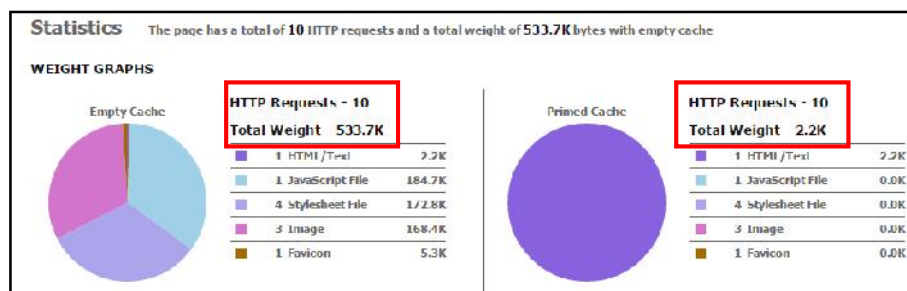 Statistics The page has a total of 10 HTTP requests and a total weight of 533.7K bytes with empty cache
WEIGHT GRAPHS
Empty Cache
HTTP Requests - 10
Total Weight 533.7K
1 HTML/Text 2.2K
1 JavaScript File 184.7K
4 Stylesheet File 172.8K
3 Image 168.4K
1 Favicon 5.3K
Primed Cache
HTTP Requests - 10
Total Weight 2.2K
1 HTML/Text 2.2K
1 JavaScript File 0.0K
4 Stylesheet File 0.0K
3 Image 0.0K
1 Favicon 0.0K